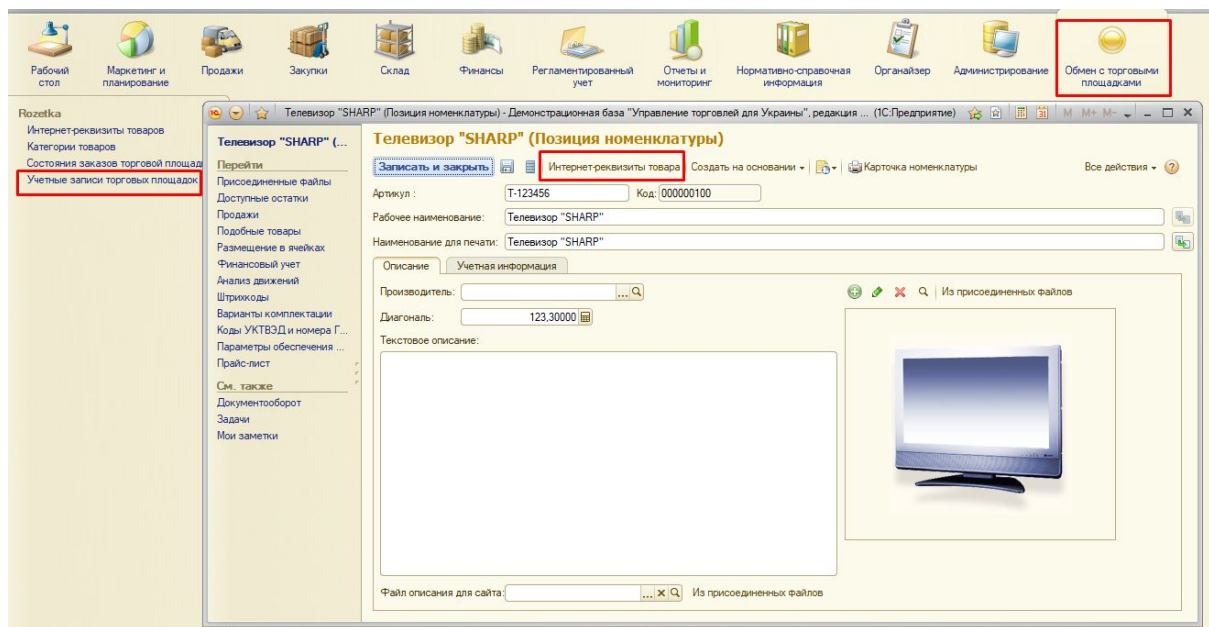 Рабочий стол
Маркетинг и планирование
Продажи
Закупки
Склад
Финансы
Регламентированный учет
Отчеты и мониторинг
Нормативно-справочная информация
Органайзер
Администрирование
Обмен с торговыми площадками
Rozetka
Интернет-реквизиты товаров
Категории товаров
Состояния заказов торговой площад
Учетные записи торговых площадок
Телевизор "SHARP" (Позиция номенклатуры) - Демонстрационная база "Управление торговлей для Украины", редакция ... (1С:Предприятие)
M M+ M-
Телевизор "SHARP" (...
Перейти
Присоединенные файлы
Доступные остатки
Продажи
Подобные товары
Размещение в ячейках
Финансовый учет
Анализ движений
Штрихкоды
Варианты комплектации
Коды УКТВЭД и номера Г...
Параметры обеспечения ...
Прайс-лист
См. также
Документооборот
Задачи
Мои заметки
Телевизор "SHARP" (Позиция номенклатуры)
Записать и закрыть
Интернет-реквизиты товара
Создать на основании
Карточка номенклатуры
Все действия
Артикул :
T-123456
Код:
000000100
Рабочее наименование:
Телевизор "SHARP"
Наименование для печати:
Телевизор "SHARP"
Описание
Учетная информация
Производитель:
...
Из присоединенных файлов
Диагональ:
123,30000
Текстовое описание:
Файл описания для сайта:
...
Из присоединенных файлов